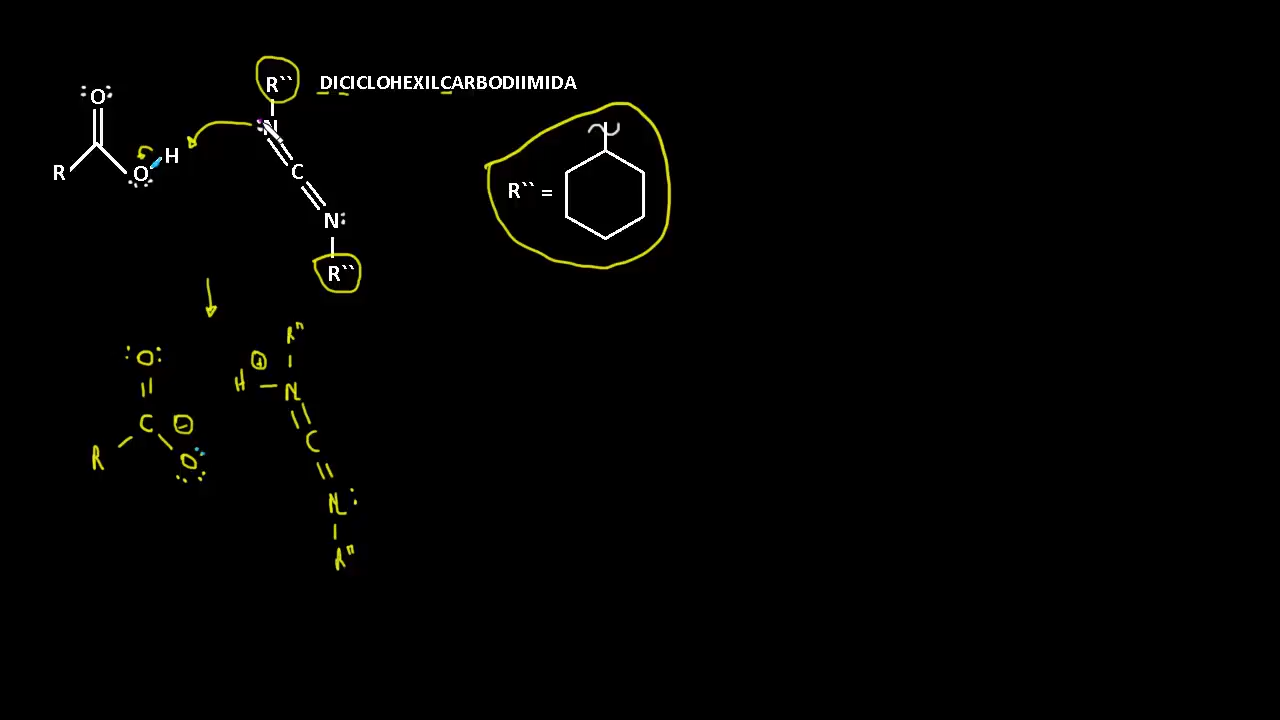 R`` DICICLOHEXILCARBODIIMIDA
O
N
H
O
R
C
R`` =
N
R``
R"
O
H
N
C
C
R
O
N
R"